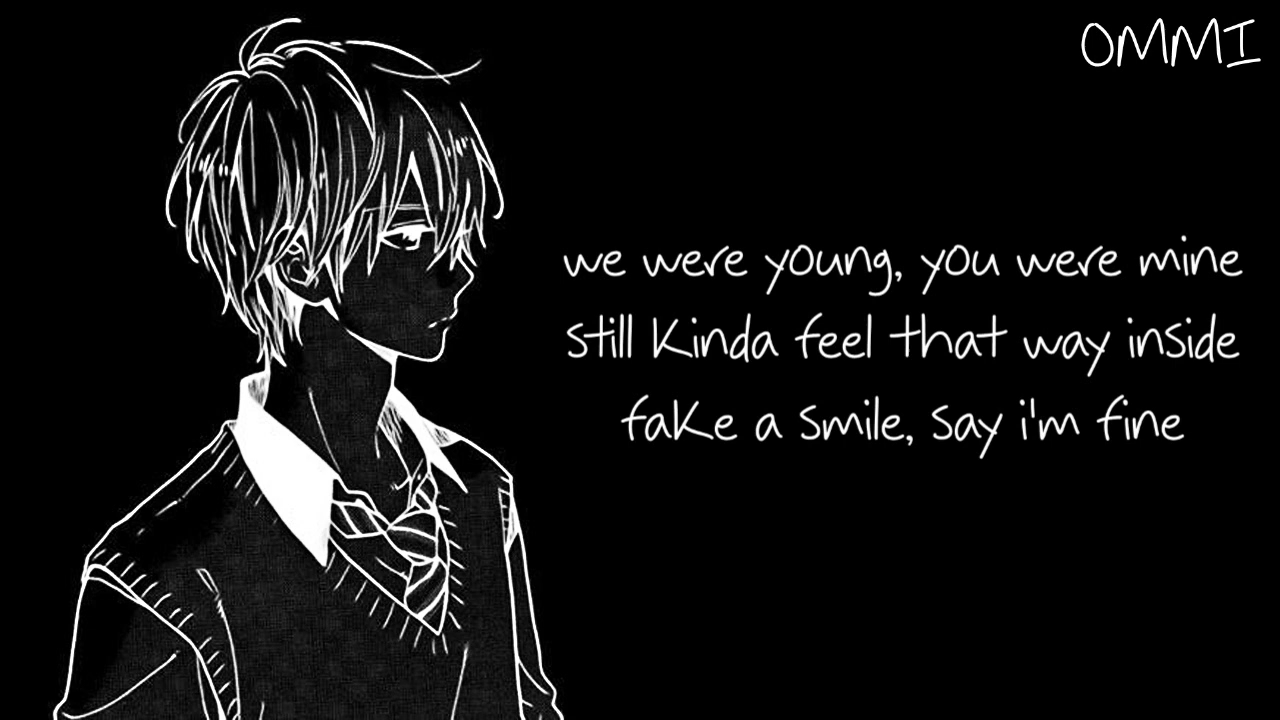 OMMI
we were young, you were mine
still kinda feel that way inside
fake a smile, say i'm fine